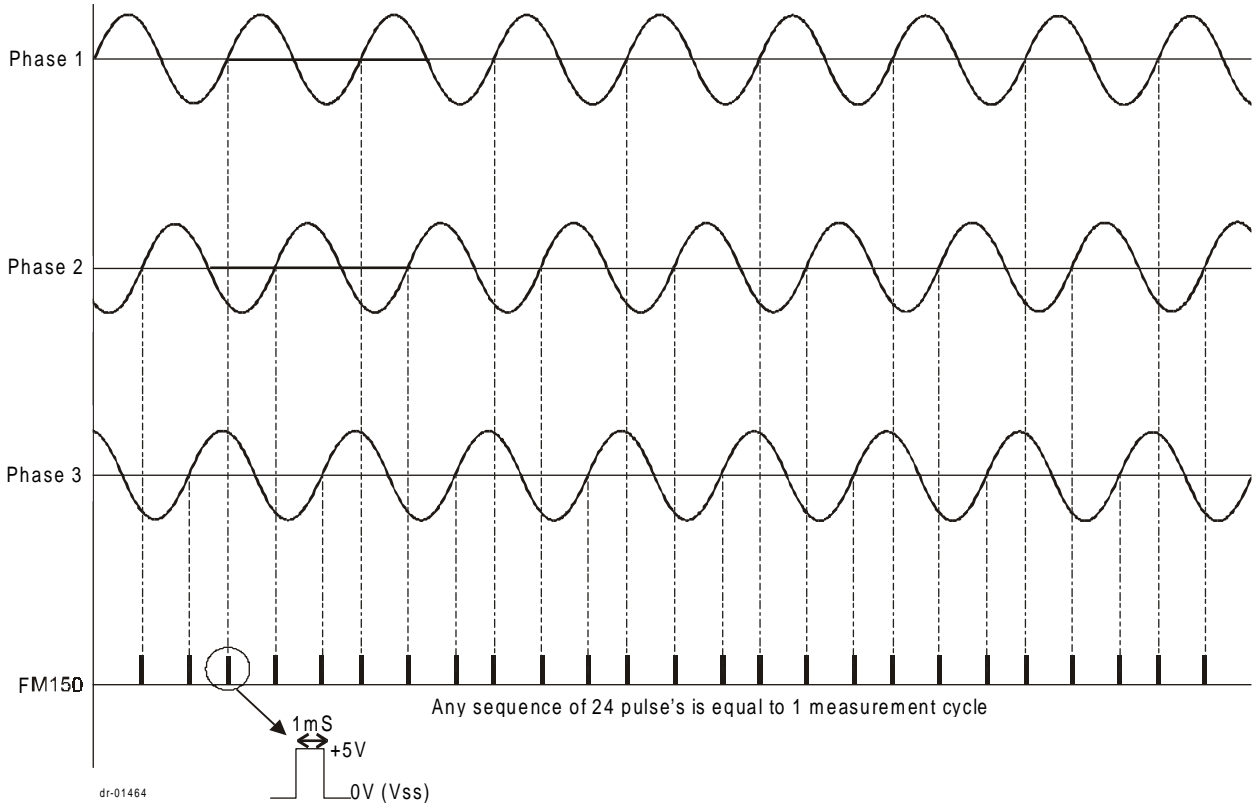 Phase 1
Phase 2
Phase 3
FM150
Any sequence of 24 pulse's is equal to 1 measurement cycle
1mS
+5V
0V (Vss)
dr-01464